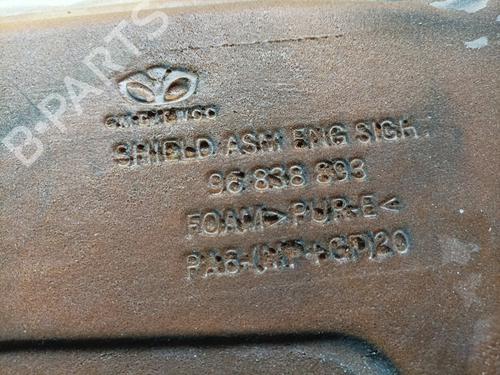 B-PARTS
GM DAEWOO
SHIELD ASM ENG SIGH
96 838 893
FOAM >PUR-E<
PA6-(MF+GF)20